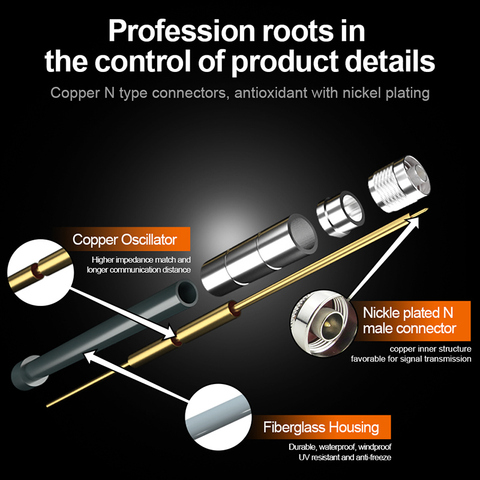 Profession roots in
the control of product details
Copper N type connectors, antioxidant with nickel plating
Copper Oscillator
Higher impedance match and
longer communication distance
Nickle plated N
male connector
copper inner structure
favorable for signal transmission
Fiberglass Housing
Durable, waterproof, windproof
UV resistant and anti-freeze